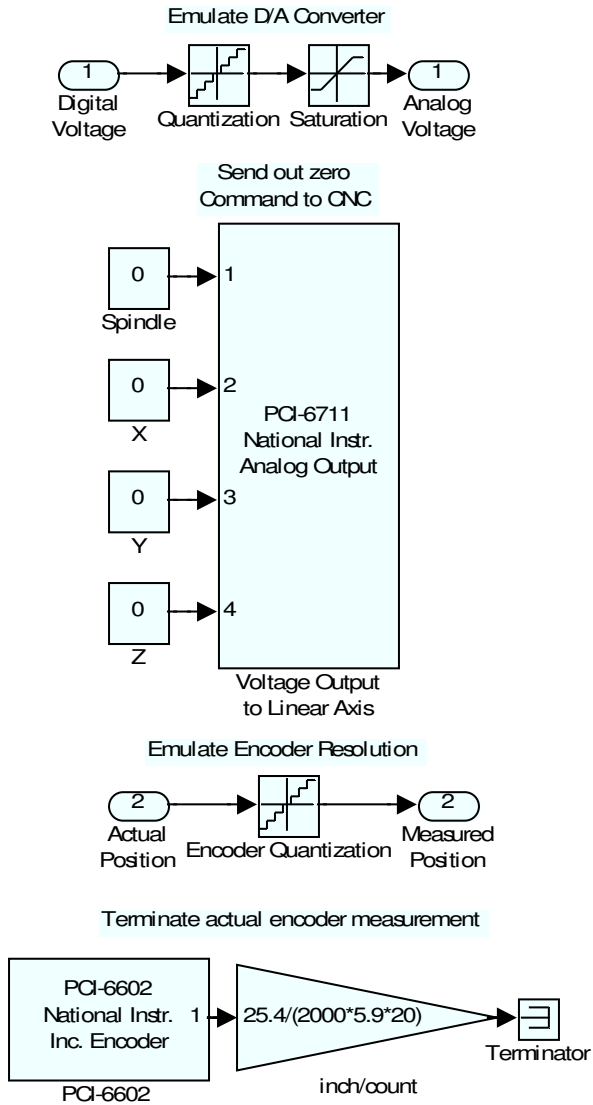 Emulate D/A Converter
1
1
Digital
Voltage
Quantization
Saturation
Analog
Voltage
Send out zero
Command to CNC
0
1
Spindle
0
2
X
PCI-6711
National Instr.
Analog Output
0
3
Y
0
4
Z
Voltage Output
to Linear Axis
Emulate Encoder Resolution
2
2
Actual
Position
Encoder Quantization
Measured
Position
Terminate actual encoder measurement
PCI-6602
National Instr.
Inc. Encoder
1
25.4/(2000*5.9*20)
Terminator
PCI-6602
inch/count